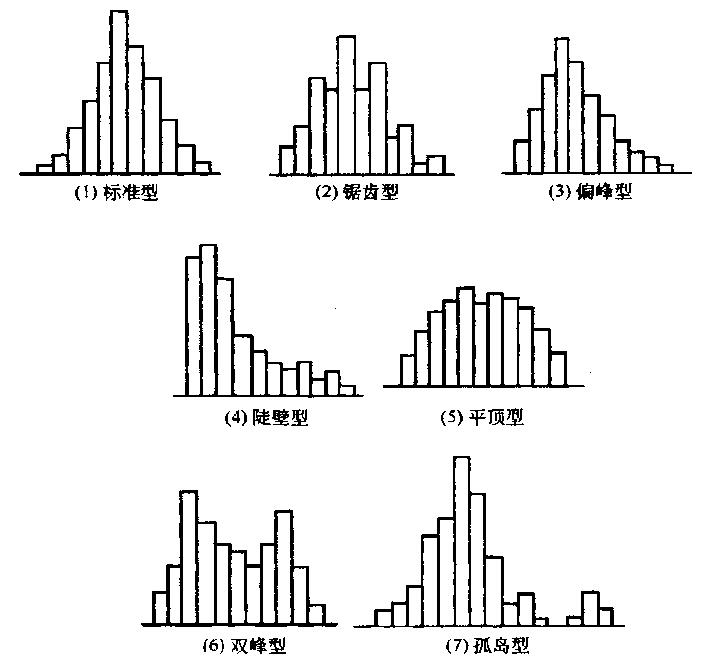 (1) 标准型
(2) 锯齿型
(3) 偏峰型
(4) 陡壁型
(5) 平顶型
(6) 双峰型
(7) 孤岛型